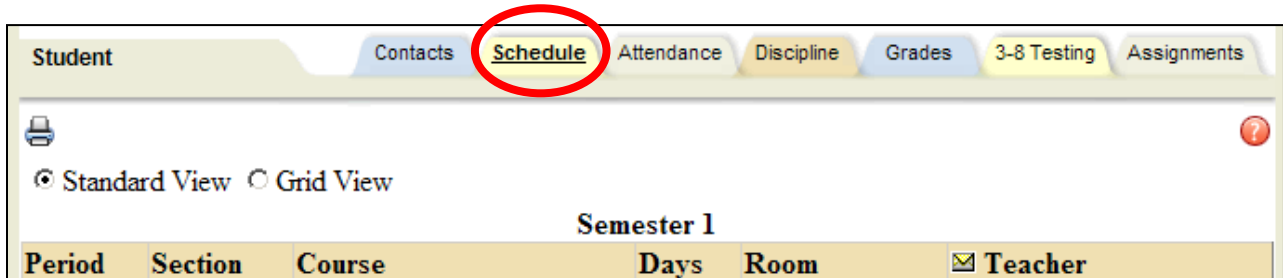 Student Contacts Schedule Attendance Discipline Grades 3-8 Testing Assignments
?
Standard View Grid View
Semester 1
Period Section Course Days Room Teacher